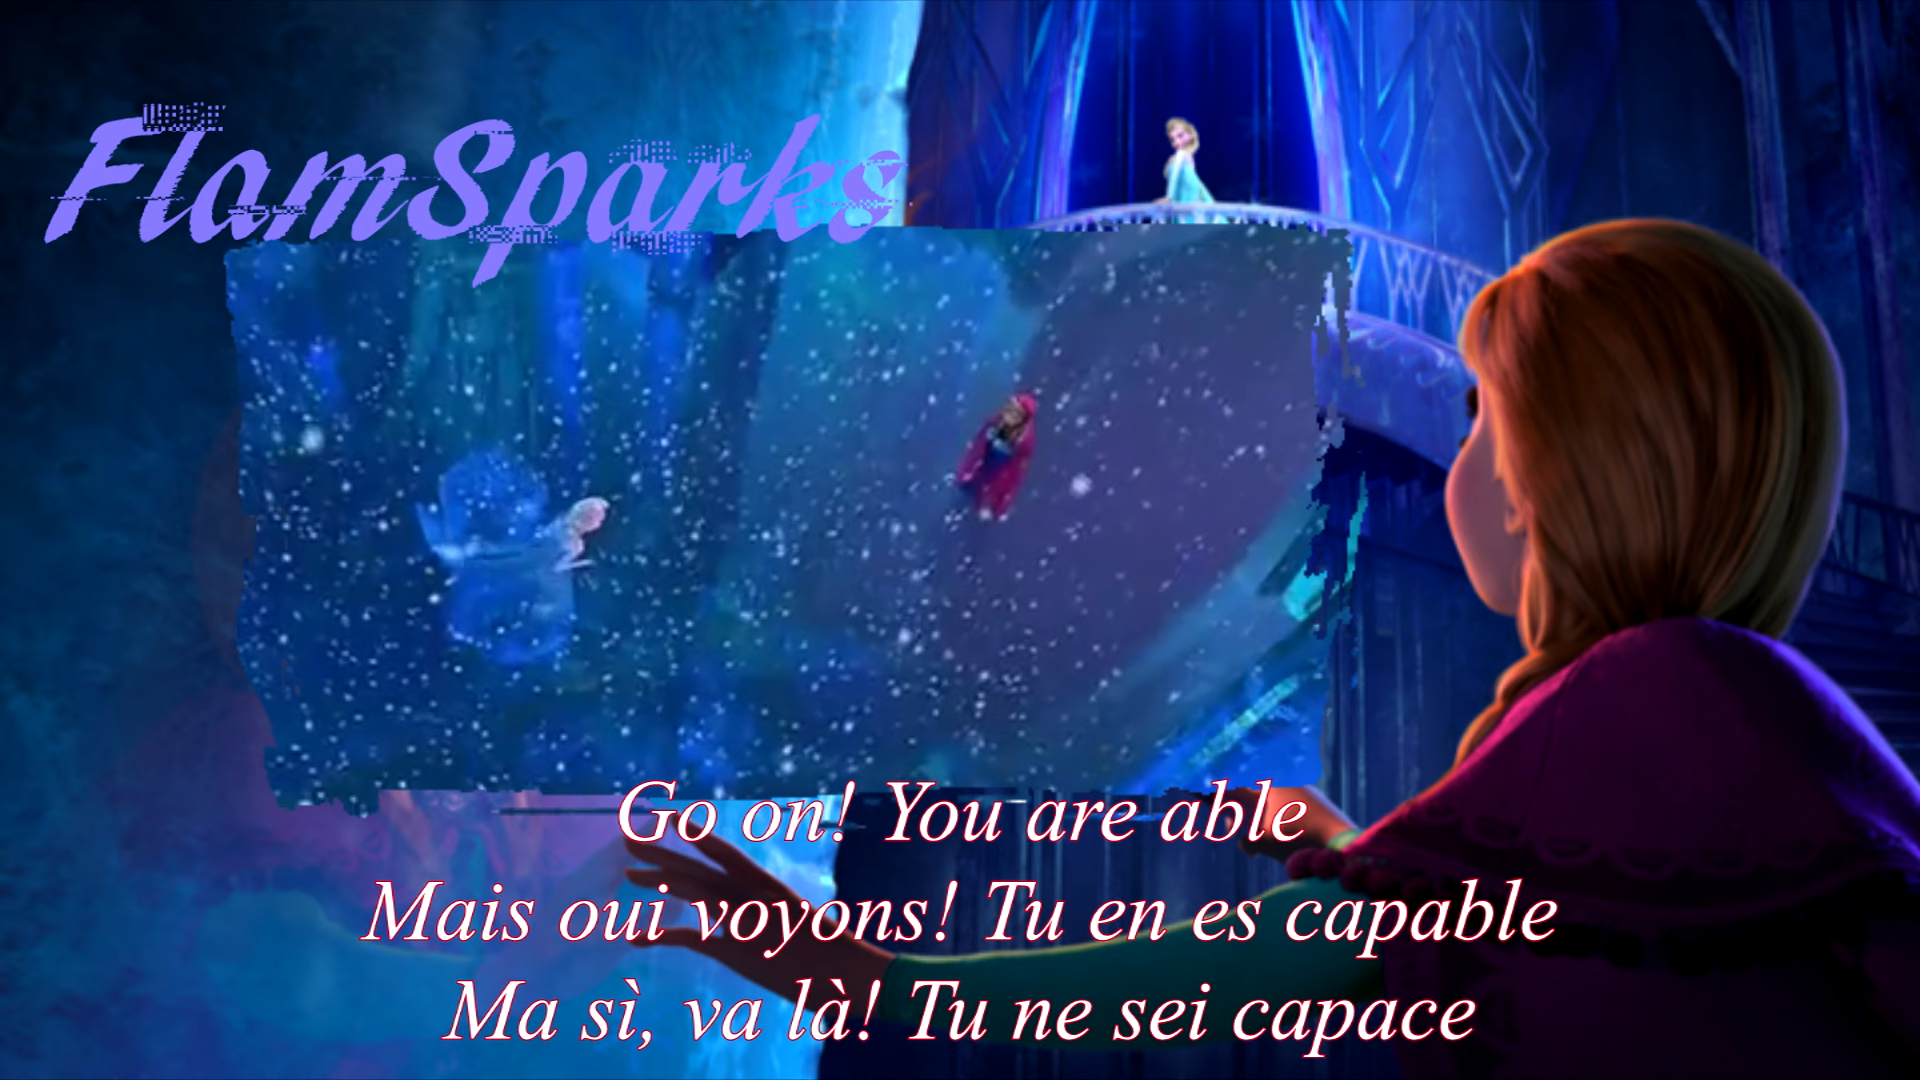 FlamSparks
Go on! You are able
Mais oui voyons! Tu en es capable
Ma sì, va là! Tu ne sei capace